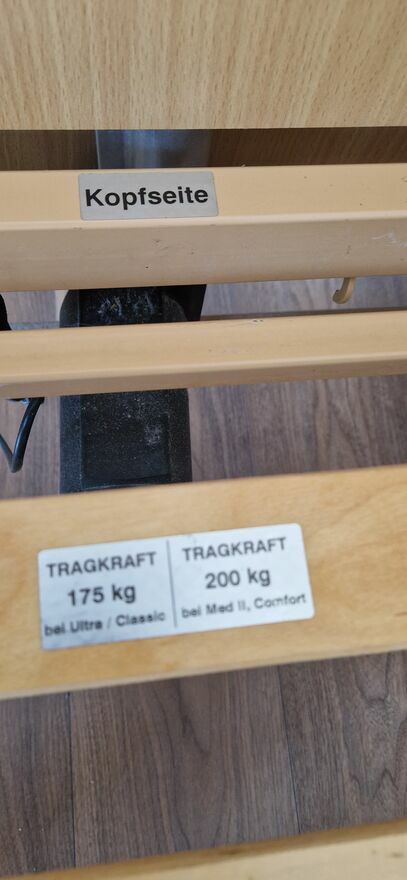 Kopfseite
TRAGKRAFT
175 kg
bei Ultra / Classic
TRAGKRAFT
200 kg
bei Med II, Comfort